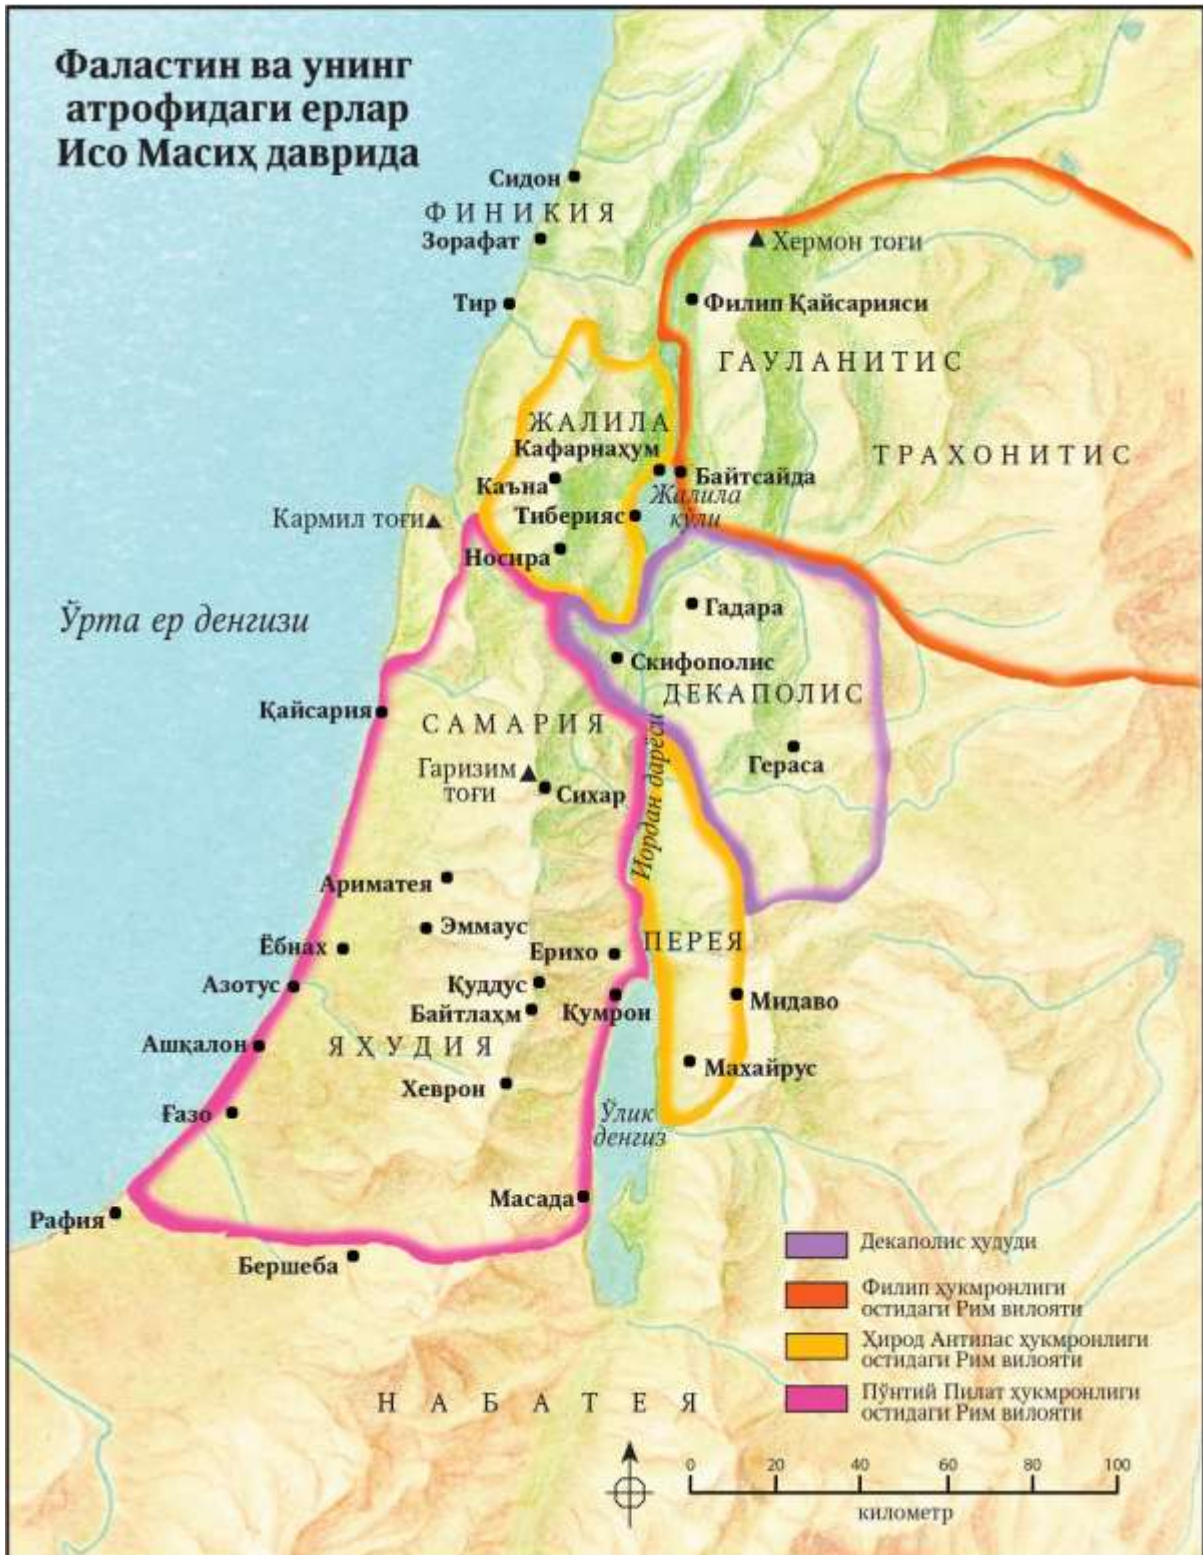 Фаластин ва унинг
атрофидаги ерлар
Исо Масиҳ даврида
Сидон
ФИНИКИЯ
Зорафат
Хермон тоғи
Тир
Филип Қайсарияси
ГАУЛАНИТИС
ЖАЛИЛА
Кафарнаҳум
ТРАХОНИТИС
Каъна
Байтсайда
Жалила
кўли
Тиберияс
Кармил тоғи
Носира
Ўрта ер денгизи
Гадара
Скифополис
ДЕКАПОЛИС
Қайсария
САМАРИЯ
Иордан дарёси
Гераса
Гаризим
тоғи
Сихар
Ариматея
Эммаус
Ёбнах
Ерихо
ПЕРЕЯ
Азотус
Қуддус
Байтлаҳм
Қумрон
Мидаво
Ашқалон
ЯҲУДИЯ
Махайрус
Хеврон
Ғазо
Ўлик
денгиз
Масада
Рафия
Бершеба
Декаполис ҳудуди
Филип ҳукмронлиги
остидаги Рим вилояти
Ҳирод Антипас ҳукмронлиги
остидаги Рим вилояти
Пўнтий Пилат ҳукмронлиги
остидаги Рим вилояти
НАБАТЕЯ
0 20 40 60 80 100
километр